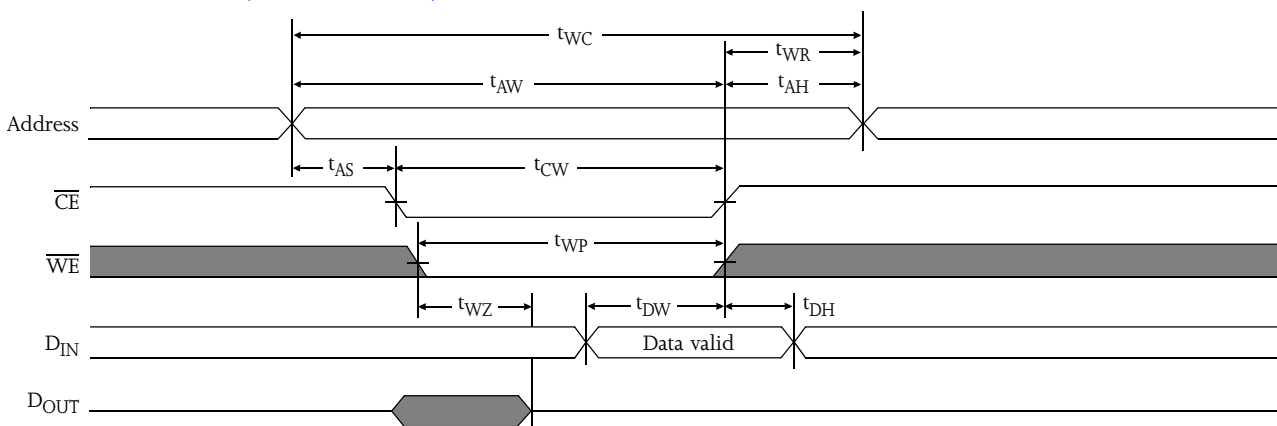 tWC
tWR
tAW
tAH
Address
tAS
tCW
CE
tWP
WE
tWZ
tDW
tDH
DIN
Data valid
DOUT